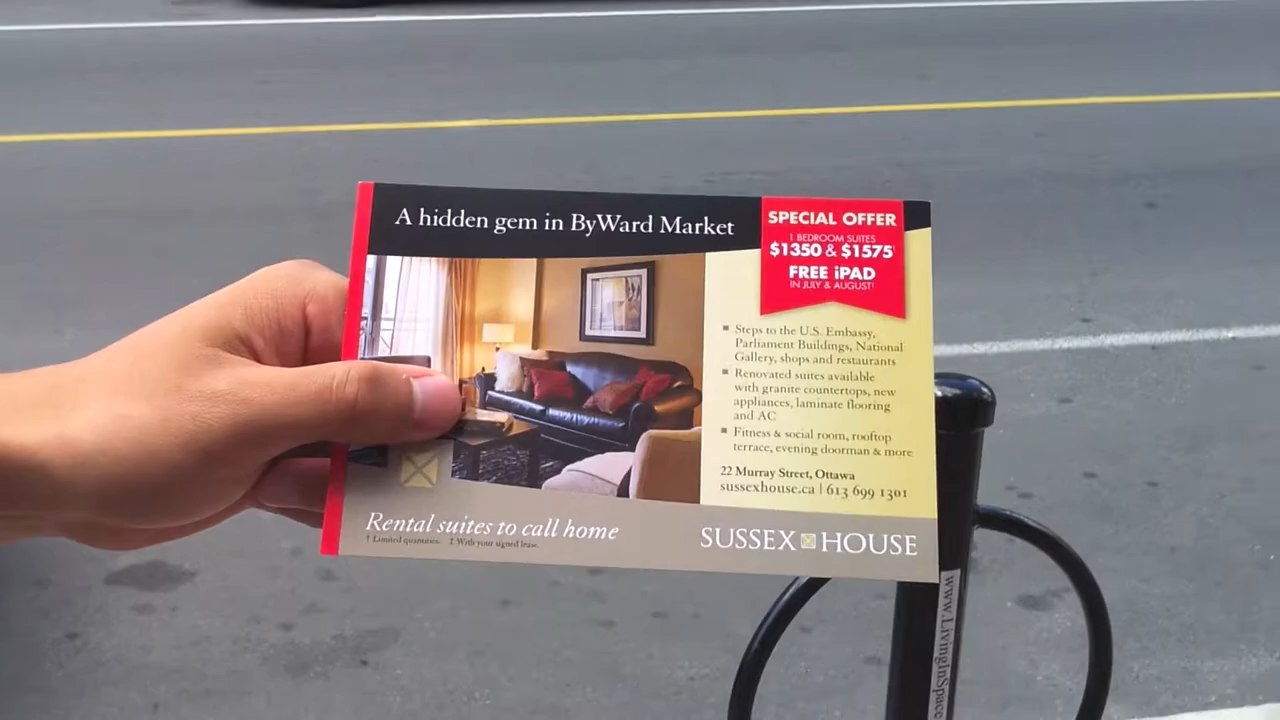 A hidden gem in ByWard Market
SPECIAL OFFER
1 BEDROOM SUITES
$1350 & $1575†
FREE iPAD
IN JULY & AUGUST‡
▪ Steps to the U.S. Embassy,
Parliament Buildings, National
Gallery, shops and restaurants
▪ Renovated suites available
with granite countertops, new
appliances, laminate flooring
and AC
▪ Fitness & social room, rooftop
terrace, evening doorman & more
22 Murray Street, Ottawa
sussexhouse.ca | 613 699 1301
Rental suites to call home
† Limited quantities. ‡ With your signed lease.
SUSSEX HOUSE
www.LivingInSpace